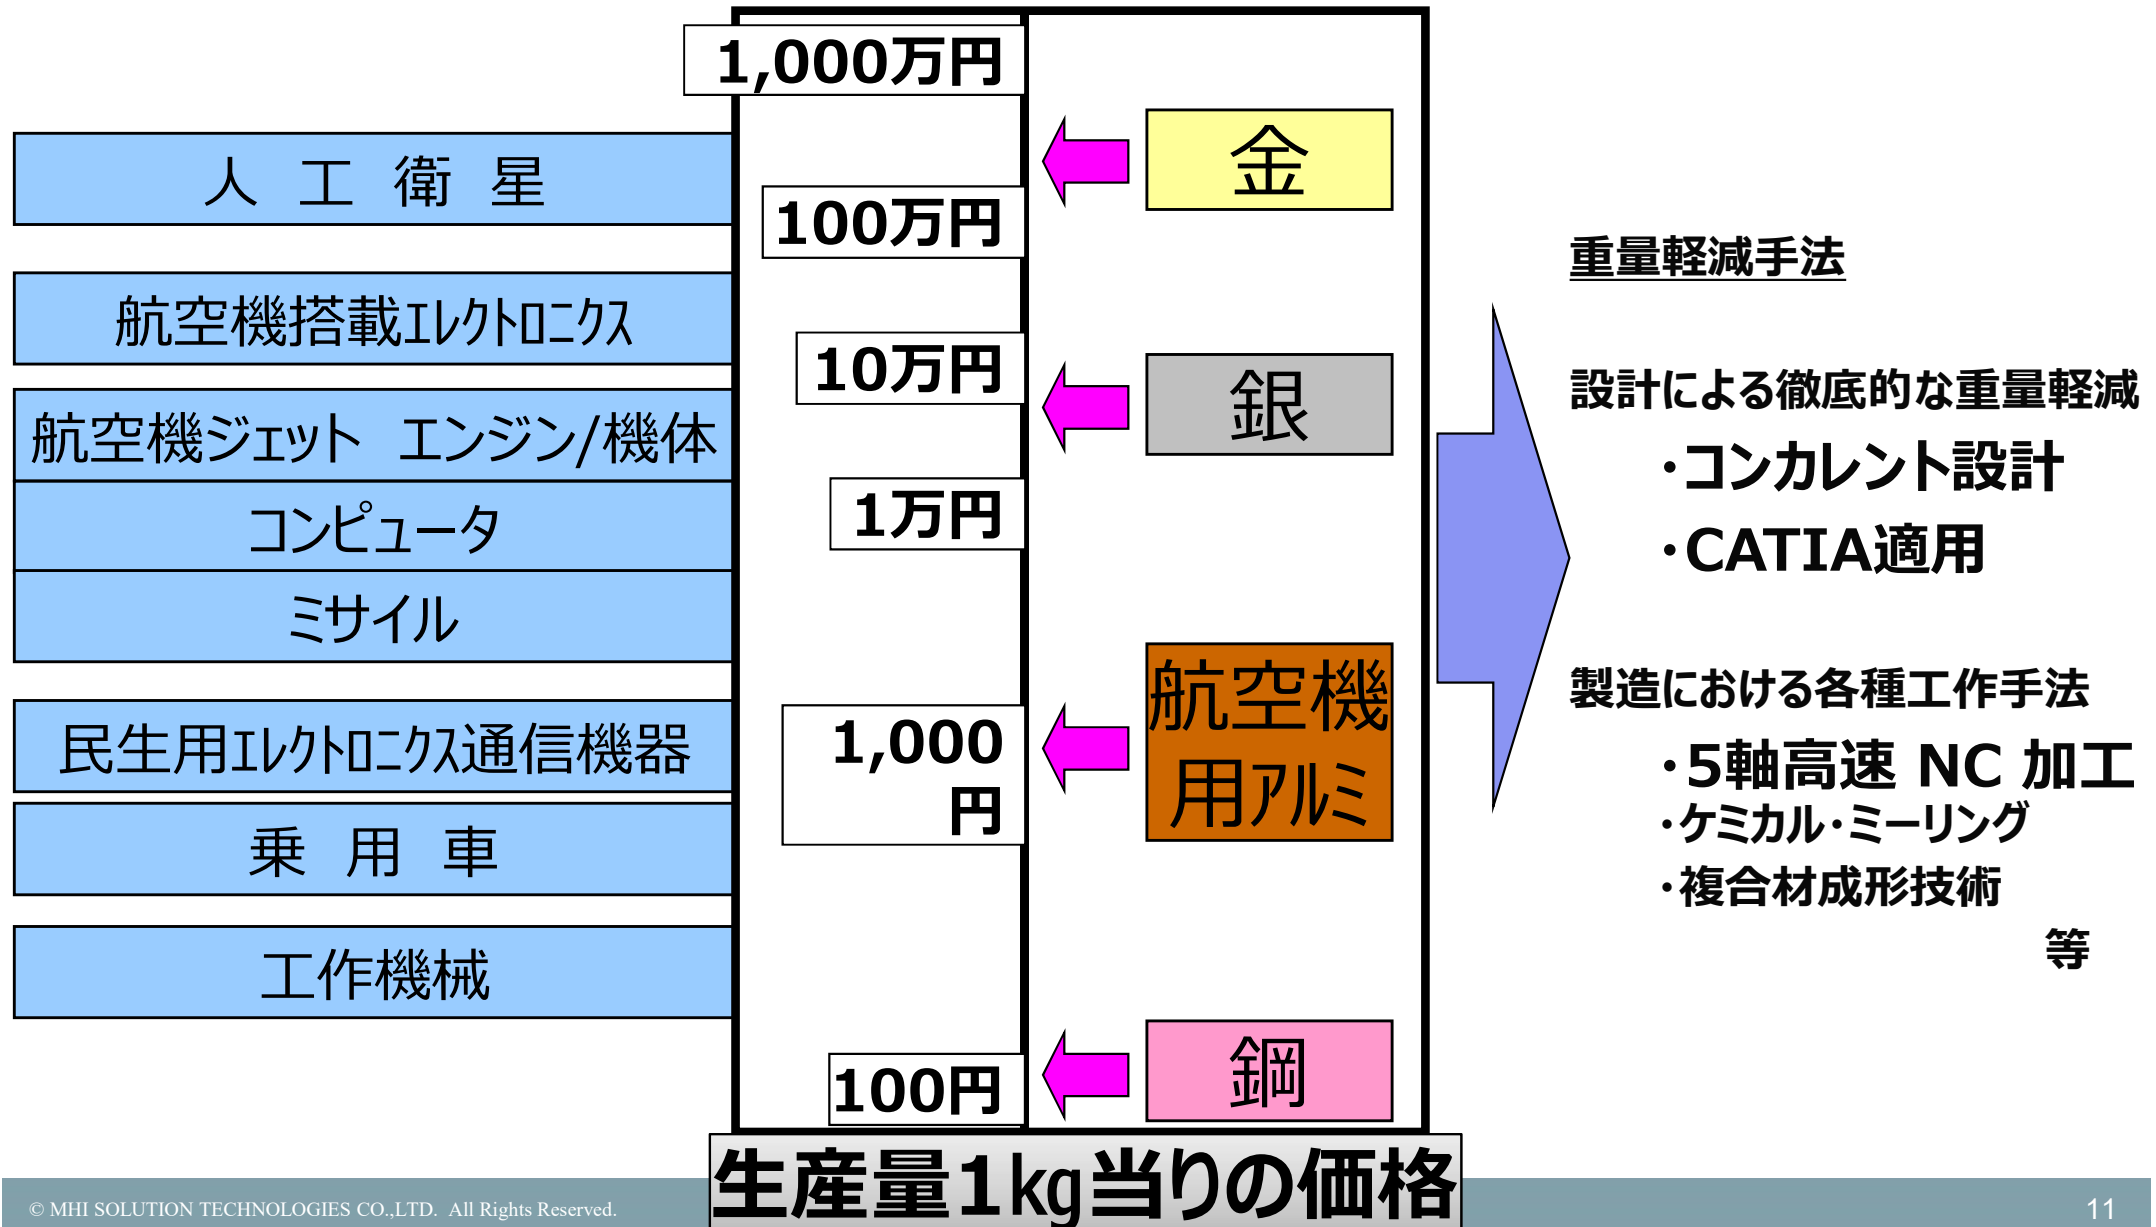 1,000万円
金
人 工 衛 星
100万円
航空機搭載ｴﾚｸﾄﾛﾆｸｽ
10万円
銀
航空機ジェット エンジン/機体
1万円
コンピュータ
ミサイル
航空機
用ｱﾙﾐ
民生用ｴﾚｸﾄﾛﾆｸｽ通信機器
1,000
円
乗 用 車
工作機械
100円
鋼
生産量1kg当りの価格
重量軽減手法
設計による徹底的な重量軽減
・コンカレント設計
・CATIA適用
製造における各種工作手法
・5軸高速 NC 加工
・ケミカル・ミーリング
・複合材成形技術
等
© MHI SOLUTION TECHNOLOGIES CO.,LTD. All Rights Reserved.
11